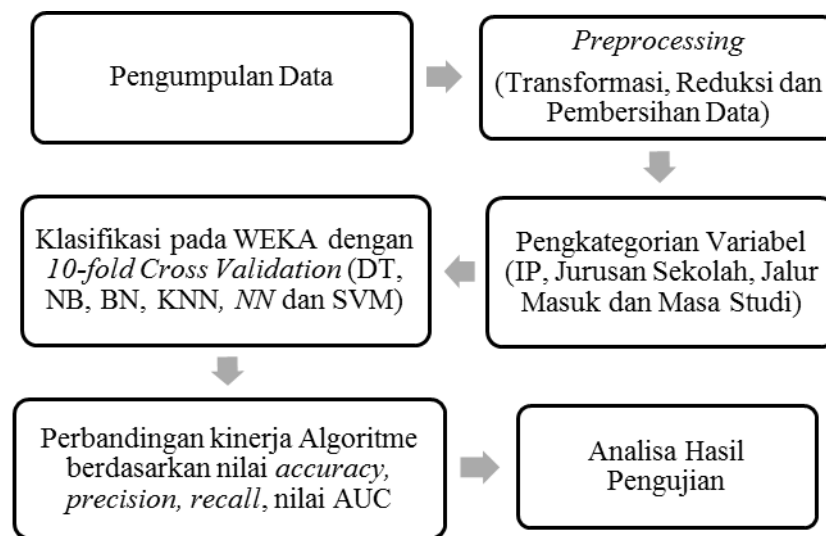 Pengumpulan Data
Preprocessing
(Transformasi, Reduksi dan
Pembersihan Data)
Pengkategorian Variabel
(IP, Jurusan Sekolah, Jalur
Masuk dan Masa Studi)
Klasifikasi pada WEKA dengan
10-fold Cross Validation (DT,
NB, BN, KNN, NN dan SVM)
Perbandingan kinerja Algoritme
berdasarkan nilai accuracy,
precision, recall, nilai AUC
Analisa Hasil
Pengujian